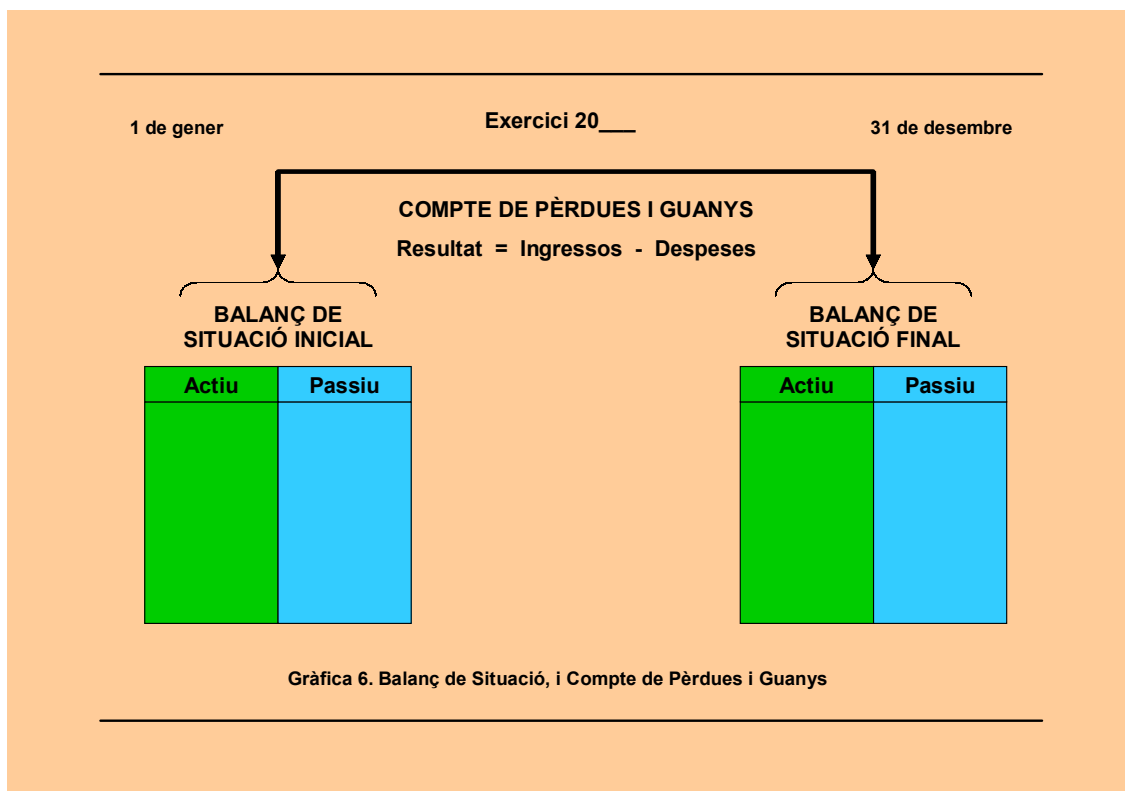 1 de gener
Exercici 20___
31 de desembre
COMPTE DE PÈRDUES I GUANYS
Resultat = Ingressos - Despeses
BALANÇ DE
SITUACIÓ INICIAL
Actiu
Passiu
BALANÇ DE
SITUACIÓ FINAL
Actiu
Passiu
Gràfica 6. Balanç de Situació, i Compte de Pèrdues i Guanys